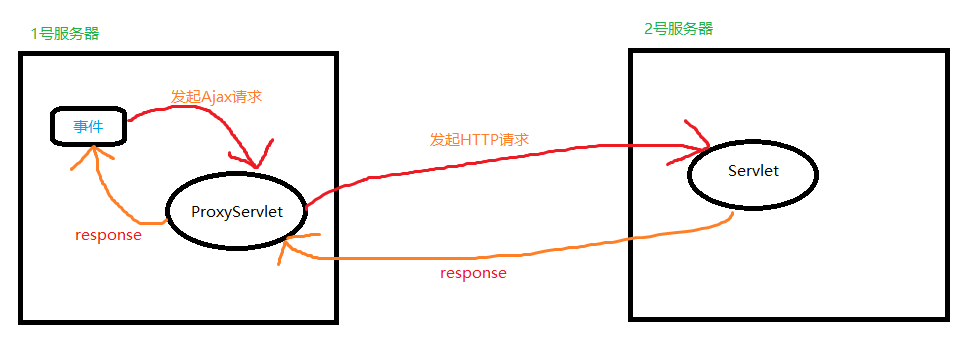 1号服务器
2号服务器
发起Ajax请求
事件
发起HTTP请求
Servlet
ProxyServlet
response
response